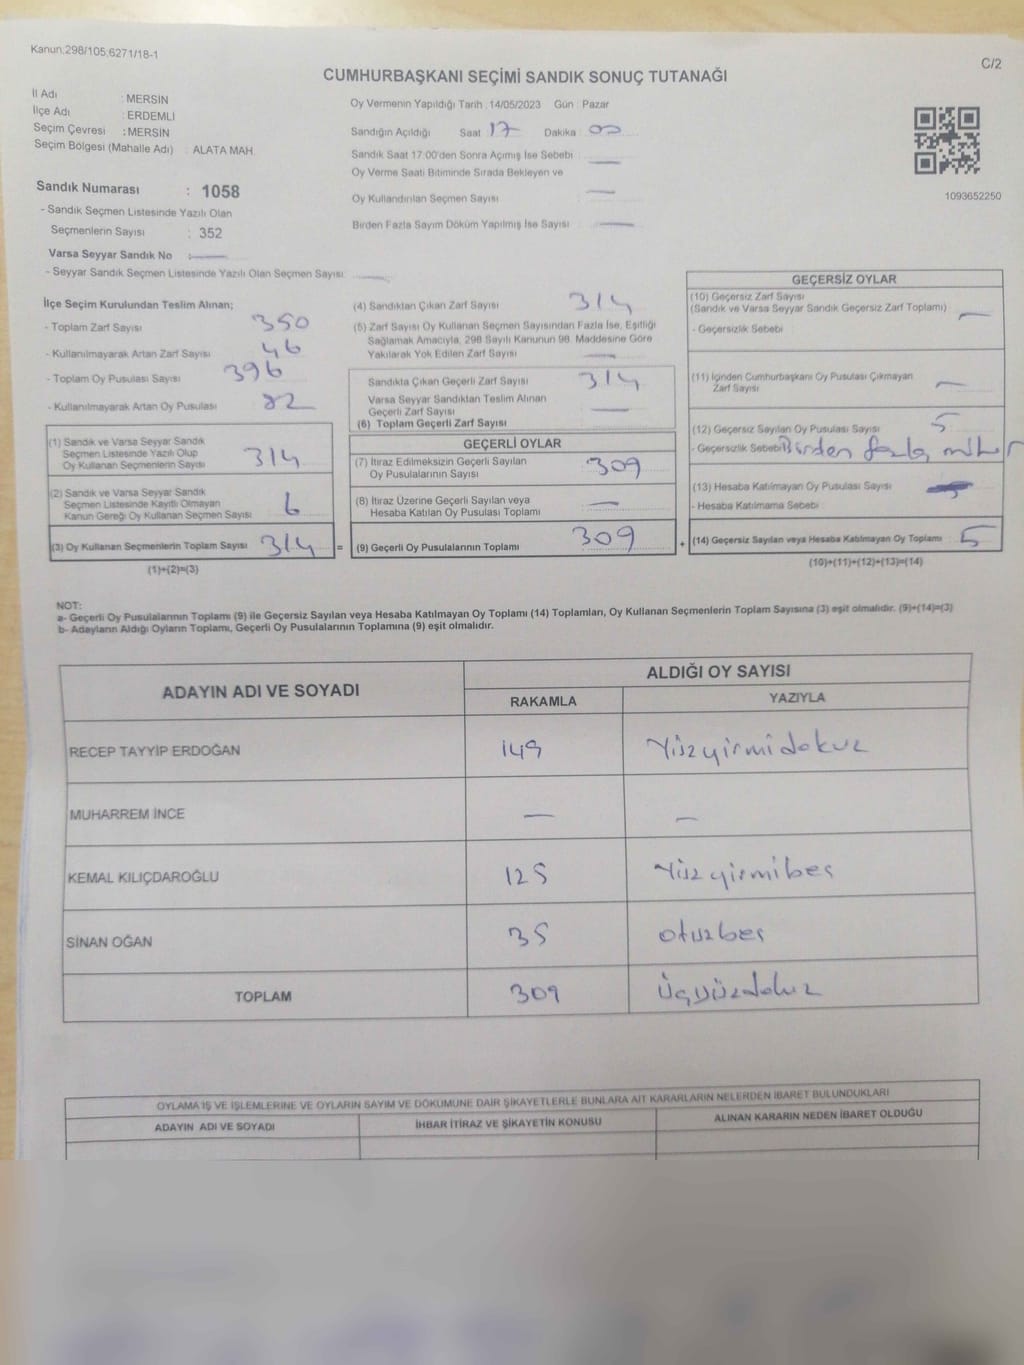 Kanun:298/105,6271/18-1
C/2
CUMHURBAŞKANI SEÇİMİ SANDIK SONUÇ TUTANAĞI
İl Adı : MERSİN
İlçe Adı : ERDEMLİ
Seçim Çevresi : MERSİN
Seçim Bölgesi (Mahalle Adı) : ALATA MAH.
Sandık Numarası : 1058
- Sandık Seçmen Listesinde Yazılı Olan
Seçmenlerin Sayısı : 352
Varsa Seyyar Sandık No :
- Seyyar Sandık Seçmen Listesinde Yazılı Olan Seçmen Sayısı:
Oy Vermenin Yapıldığı Tarih : 14/05/2023 Gün : Pazar
Sandığın Açıldığı Saat : 17 Dakika : 00
Sandık Saat 17:00'den Sonra Açımış İse Sebebi :
Oy Verme Saati Bitiminde Sırada Bekleyen ve
Oy Kullandırılan Seçmen Sayısı :
Birden Fazla Sayım Döküm Yapılmış İse Sayısı :
1093652250
İlçe Seçim Kurulundan Teslim Alınan;
- Toplam Zarf Sayısı : 350
- Kullanılmayarak Artan Zarf Sayısı : 46
- Toplam Oy Pusulası Sayısı : 396
- Kullanılmayarak Artan Oy Pusulası : 82
(1) Sandık ve Varsa Seyyar Sandık
Seçmen Listesinde Yazılı Olup
Oy Kullanan Seçmenlerin Sayısı : 314
(2) Sandık ve Varsa Seyyar Sandık
Seçmen Listesinde Kayıtlı Olmayan
Kanun Gereği Oy Kullanan Seçmen Sayısı : 6
(3) Oy Kullanan Seçmenlerin Toplam Sayısı : 314 =
(1)+(2)=(3)
(4) Sandıktan Çıkan Zarf Sayısı : 314
(5) Zarf Sayısı Oy Kullanan Seçmen Sayısından Fazla İse, Eşitliği
Sağlamak Amacıyla, 298 Sayılı Kanunun 98. Maddesine Göre
Yakılarak Yok Edilen Zarf Sayısı :
Sandıkta Çıkan Geçerli Zarf Sayısı : 314
Varsa Seyyar Sandıktan Teslim Alınan
Geçerli Zarf Sayısı :
(6) Toplam Geçerli Zarf Sayısı :
GEÇERLİ OYLAR
(7) İtiraz Edilmeksizin Geçerli Sayılan
Oy Pusulalarının Sayısı : 309
(8) İtiraz Üzerine Geçerli Sayılan veya
Hesaba Katılan Oy Pusulası Toplamı :
(9) Geçerli Oy Pusulalarının Toplamı : 309 +
GEÇERSİZ OYLAR
(10) Geçersiz Zarf Sayısı
(Sandık ve Varsa Seyyar Sandık Geçersiz Zarf Toplamı) :
- Geçersizlik Sebebi :
(11) İçinden Cumhurbaşkanı Oy Pusulası Çıkmayan
Zarf Sayısı :
(12) Geçersiz Sayılan Oy Pusulası Sayısı : 5
- Geçersizlik Sebebi : Birden fazla mühür
(13) Hesaba Katılmayan Oy Pusulası Sayısı :
- Hesaba Katılmama Sebebi :
(14) Geçersiz Sayılan veya Hesaba Katılmayan Oy Toplamı : 5
(10)+(11)+(12)+(13)=(14)
NOT:
a- Geçerli Oy Pusulalarının Toplamı (9) ile Geçersiz Sayılan veya Hesaba Katılmayan Oy Toplamı (14) Toplamları, Oy Kullanan Seçmenlerin Toplam Sayısına (3) eşit olmalıdır. (9)+(14)=(3)
b- Adayların Aldığı Oyların Toplamı, Geçerli Oy Pusulalarının Toplamına (9) eşit olmalıdır.
ADAYIN ADI VE SOYADI
ALDIĞI OY SAYISI
RAKAMLA YAZIYLA
RECEP TAYYİP ERDOĞAN 149 Yüzyirmidokuz
MUHARREM İNCE — —
KEMAL KILIÇDAROĞLU 125 Yüzyirmibeş
SİNAN OĞAN 35 otuzbeş
TOPLAM 309 Üçyüzdokuz
OYLAMA İŞ VE İŞLEMLERİNE VE OYLARIN SAYIM VE DÖKÜMÜNE DAİR ŞİKAYETLERLE BUNLARA AİT KARARLARIN NELERDEN İBARET BULUNDUKLARI
ADAYIN ADI VE SOYADI İHBAR İTİRAZ VE ŞİKAYETİN KONUSU ALINAN KARARIN NEDEN İBARET OLDUĞU